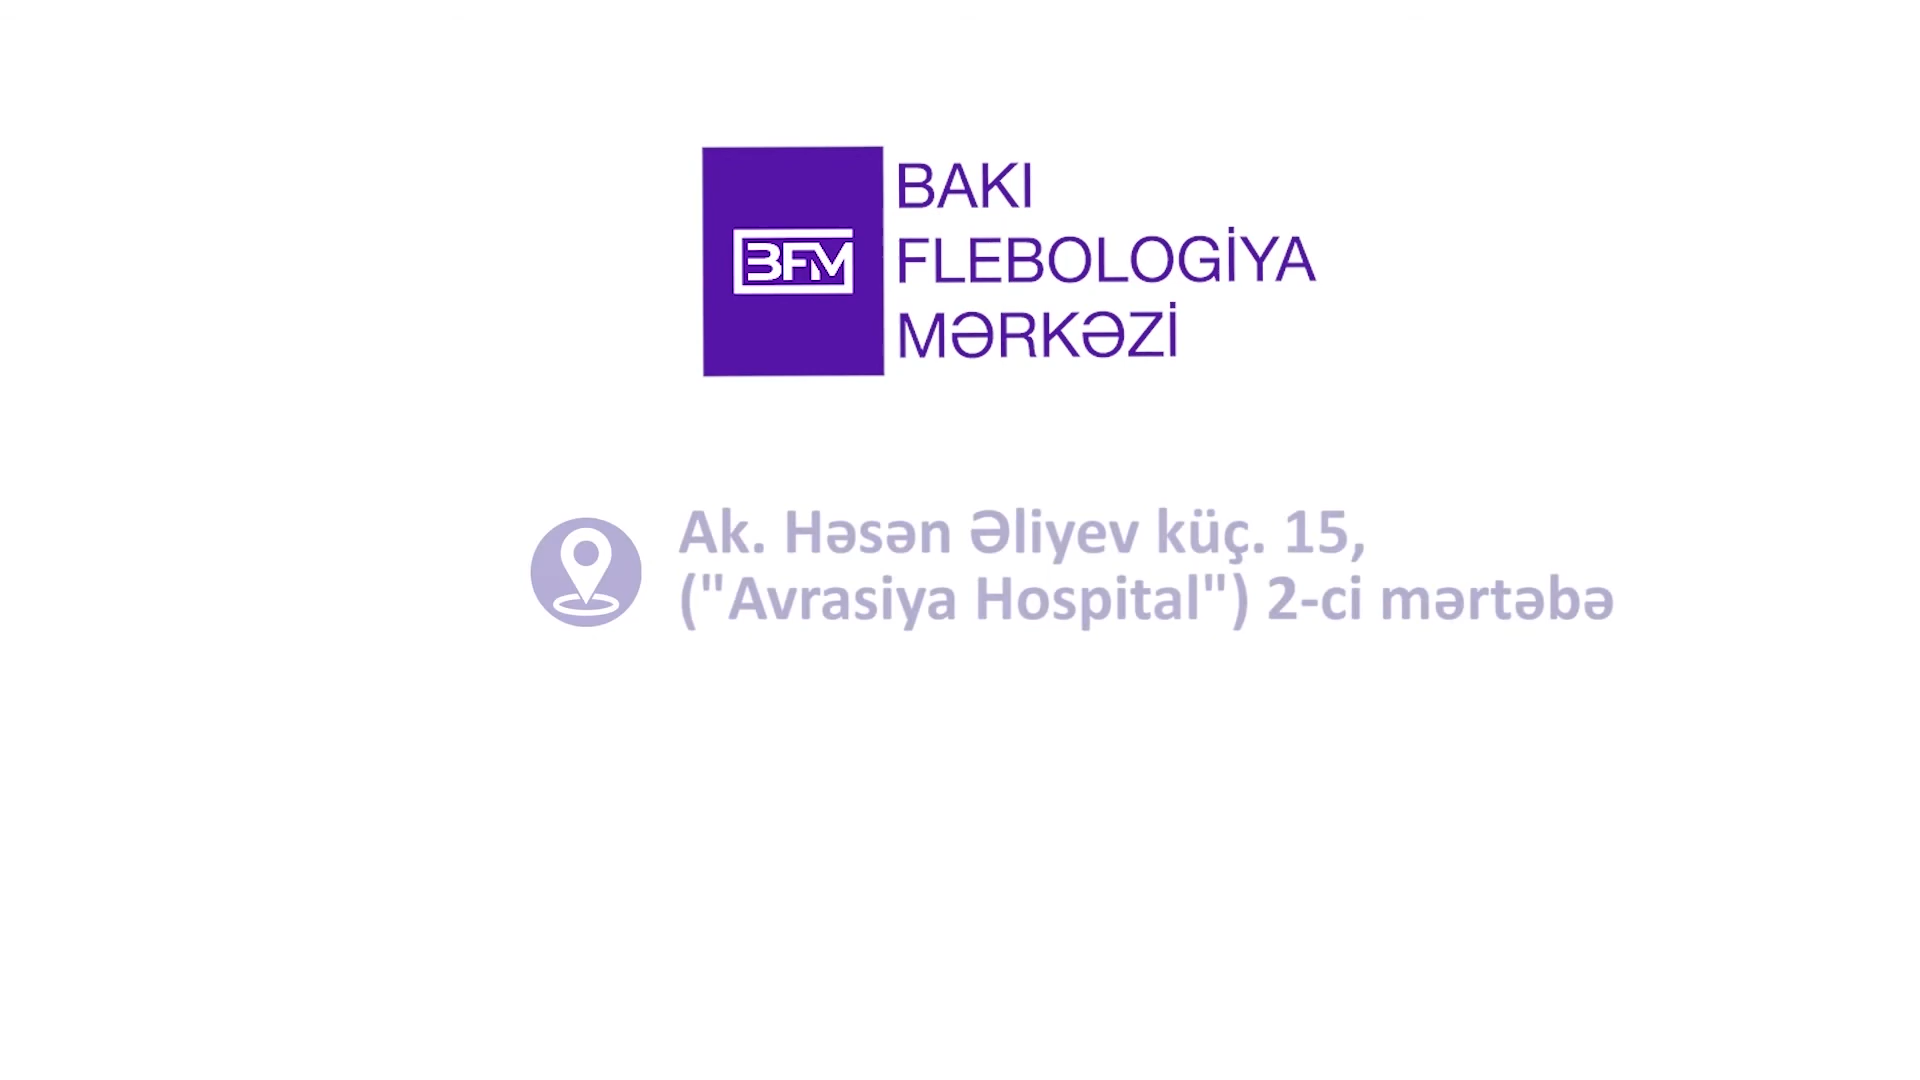 BFM
BAKI
FLEBOLOGİYA
MƏRKƏZİ
Ak. Həsən Əliyev küç. 15,
("Avrasiya Hospital") 2-ci mərtəbə